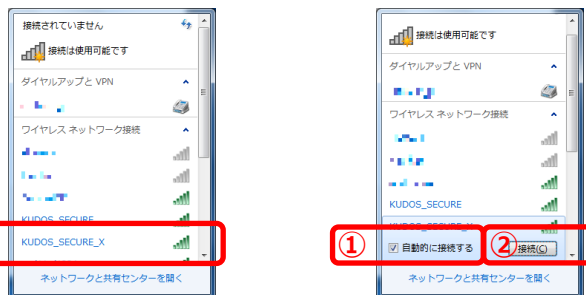 接続されていません
接続は使用可能です
ダイヤルアップと VPN
ワイヤレス ネットワーク接続
KUDOS_SECURE
KUDOS_SECURE_X
ネットワークと共有センターを開く
接続は使用可能です
ダイヤルアップと VPN
ワイヤレス ネットワーク接続
KUDOS_SECURE
KUDOS_SECURE_X
① 自動的に接続する ② 接続(C)
ネットワークと共有センターを開く